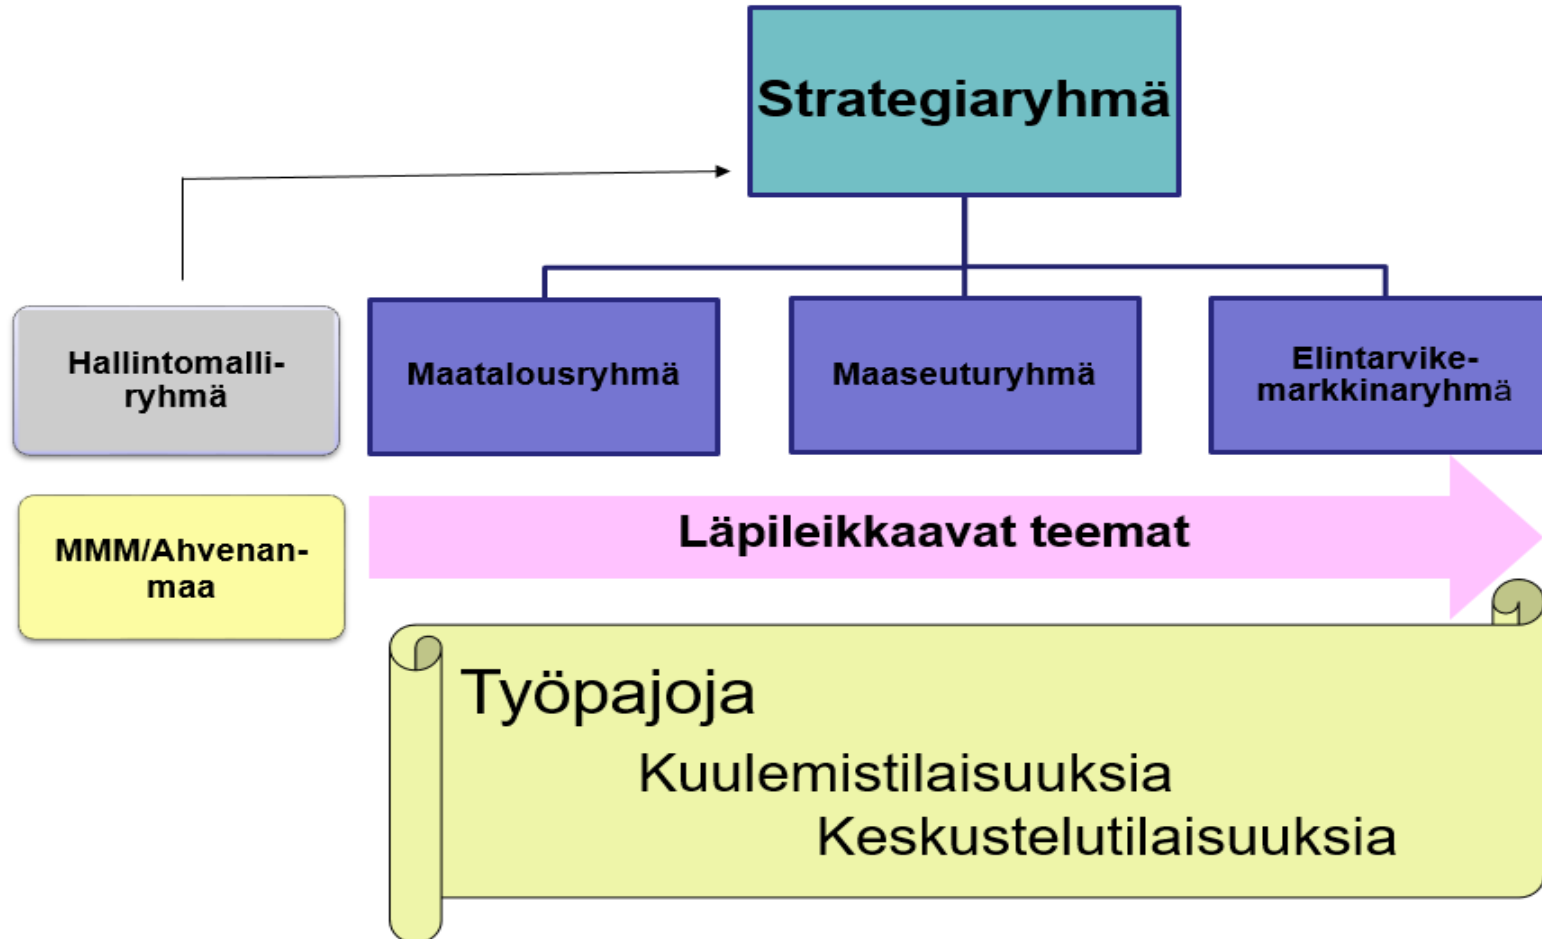 Strategiaryhmä
Hallintomalli-
ryhmä
Maatalousryhmä
Maaseuturyhmä
Elintarvike-
markkinaryhmä
MMM/Ahvenan-
maa
Läpileikkaavat teemat
Työpajoja
Kuulemistilaisuuksia
Keskustelutilaisuuksia